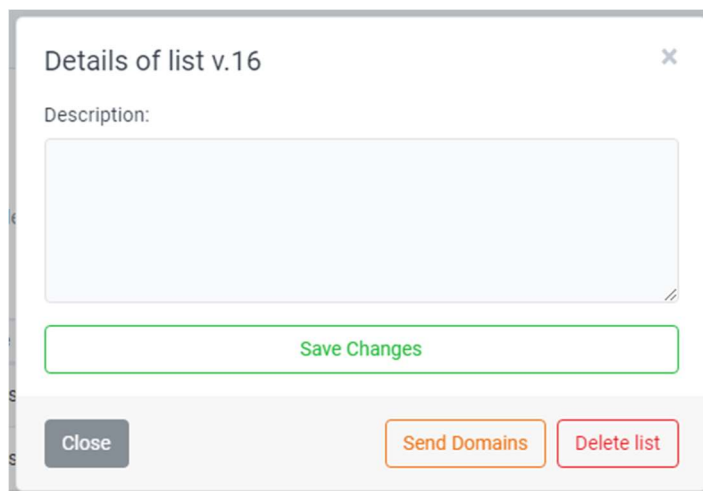 Details of list v.16
×
Description:
Save Changes
Close
Send Domains
Delete list